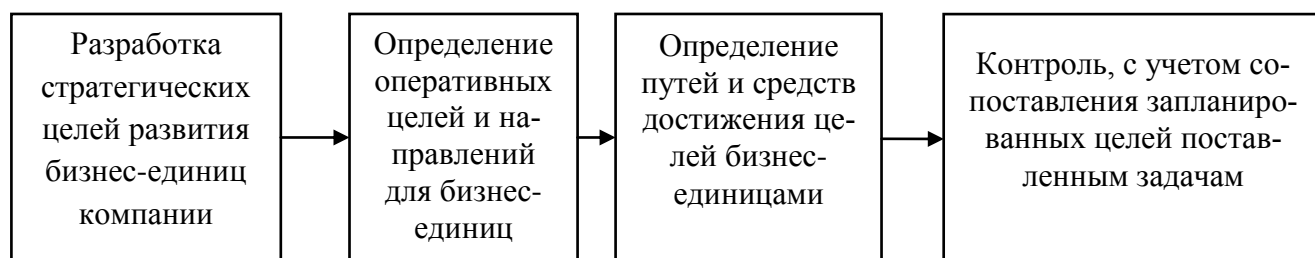 Разработка
стратегических
целей развития
бизнес-единиц
компании
Определение
оперативных
целей и на-
правлений
для бизнес-
единиц
Определение
путей и средств
достижения це-
лей бизнес-
единицами
Контроль, с учетом со-
поставления запланиро-
ванных целей постав-
ленным задачам